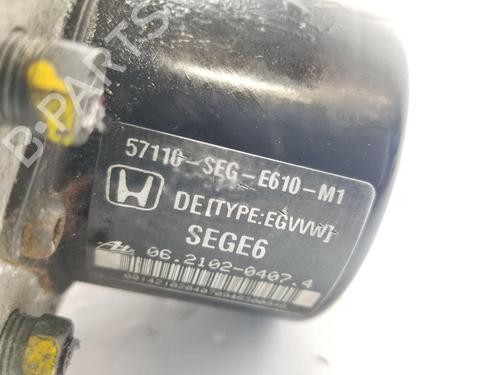 B-PARTS
57110-SEG-E610-M1
DE[TYPE:EGVVW]
SEGE6
06.2102-0407.4